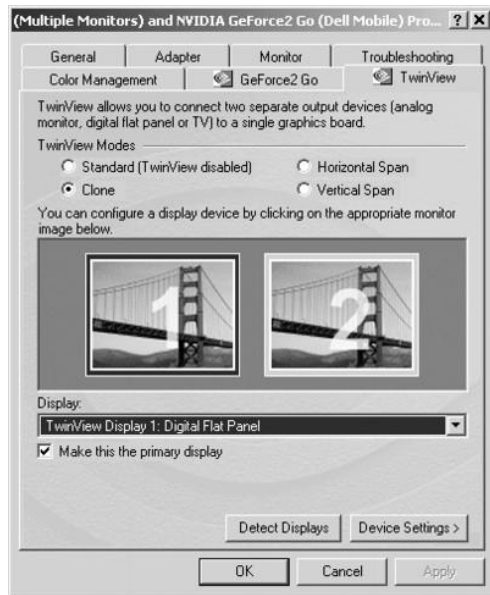 (Multiple Monitors) and NVIDIA GeForce2 Go (Dell Mobile) Pro...
General Adapter Monitor Troubleshooting
Color Management GeForce2 Go TwinView
TwinView allows you to connect two separate output devices (analog
monitor, digital flat panel or TV) to a single graphics board.
TwinView Modes
Standard (TwinView disabled) Horizontal Span
Clone Vertical Span
You can configure a display device by clicking on the appropriate monitor
image below.
1 2
Display:
TwinView Display 1: Digital Flat Panel
Make this the primary display
Detect Displays Device Settings >
OK Cancel Apply